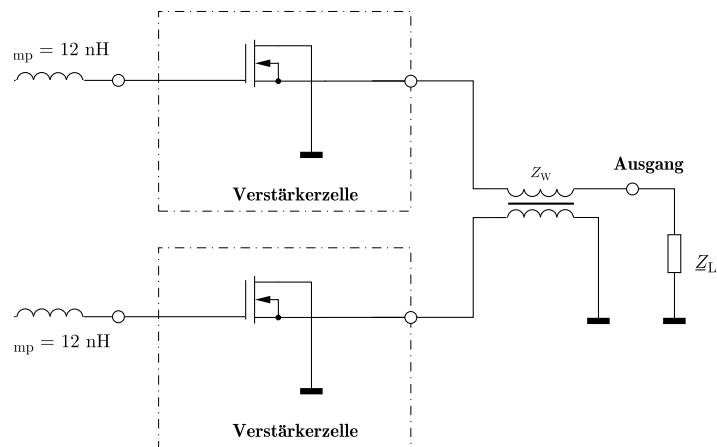 mp = 12 nH
Verstärkerzelle
Z_W
Ausgang
Z_L
mp = 12 nH
Verstärkerzelle